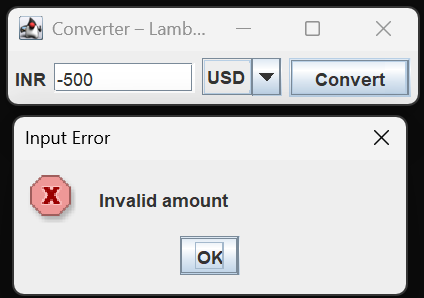 Converter – Lamb...
INR -500 USD Convert
Input Error
Invalid amount
OK